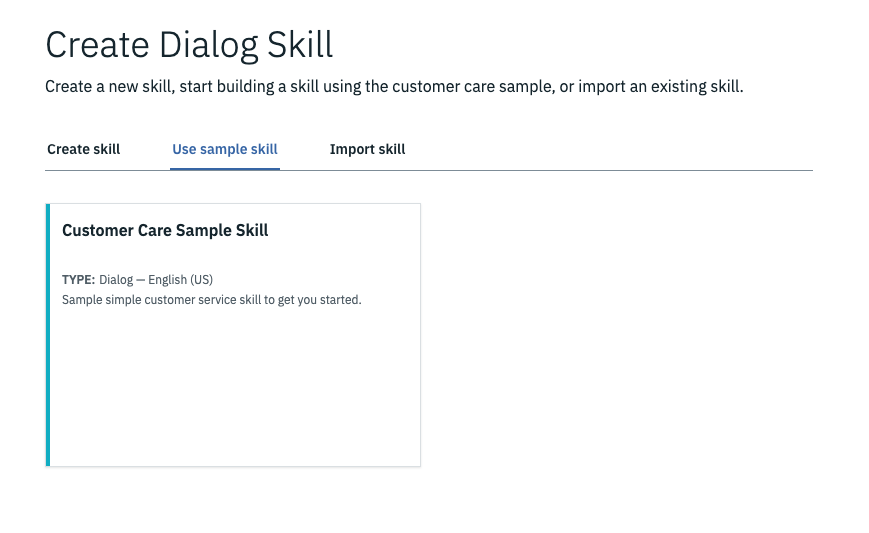 Create Dialog Skill
Create a new skill, start building a skill using the customer care sample, or import an existing skill.
Create skill
Use sample skill
Import skill
Customer Care Sample Skill
TYPE: Dialog — English (US)
Sample simple customer service skill to get you started.